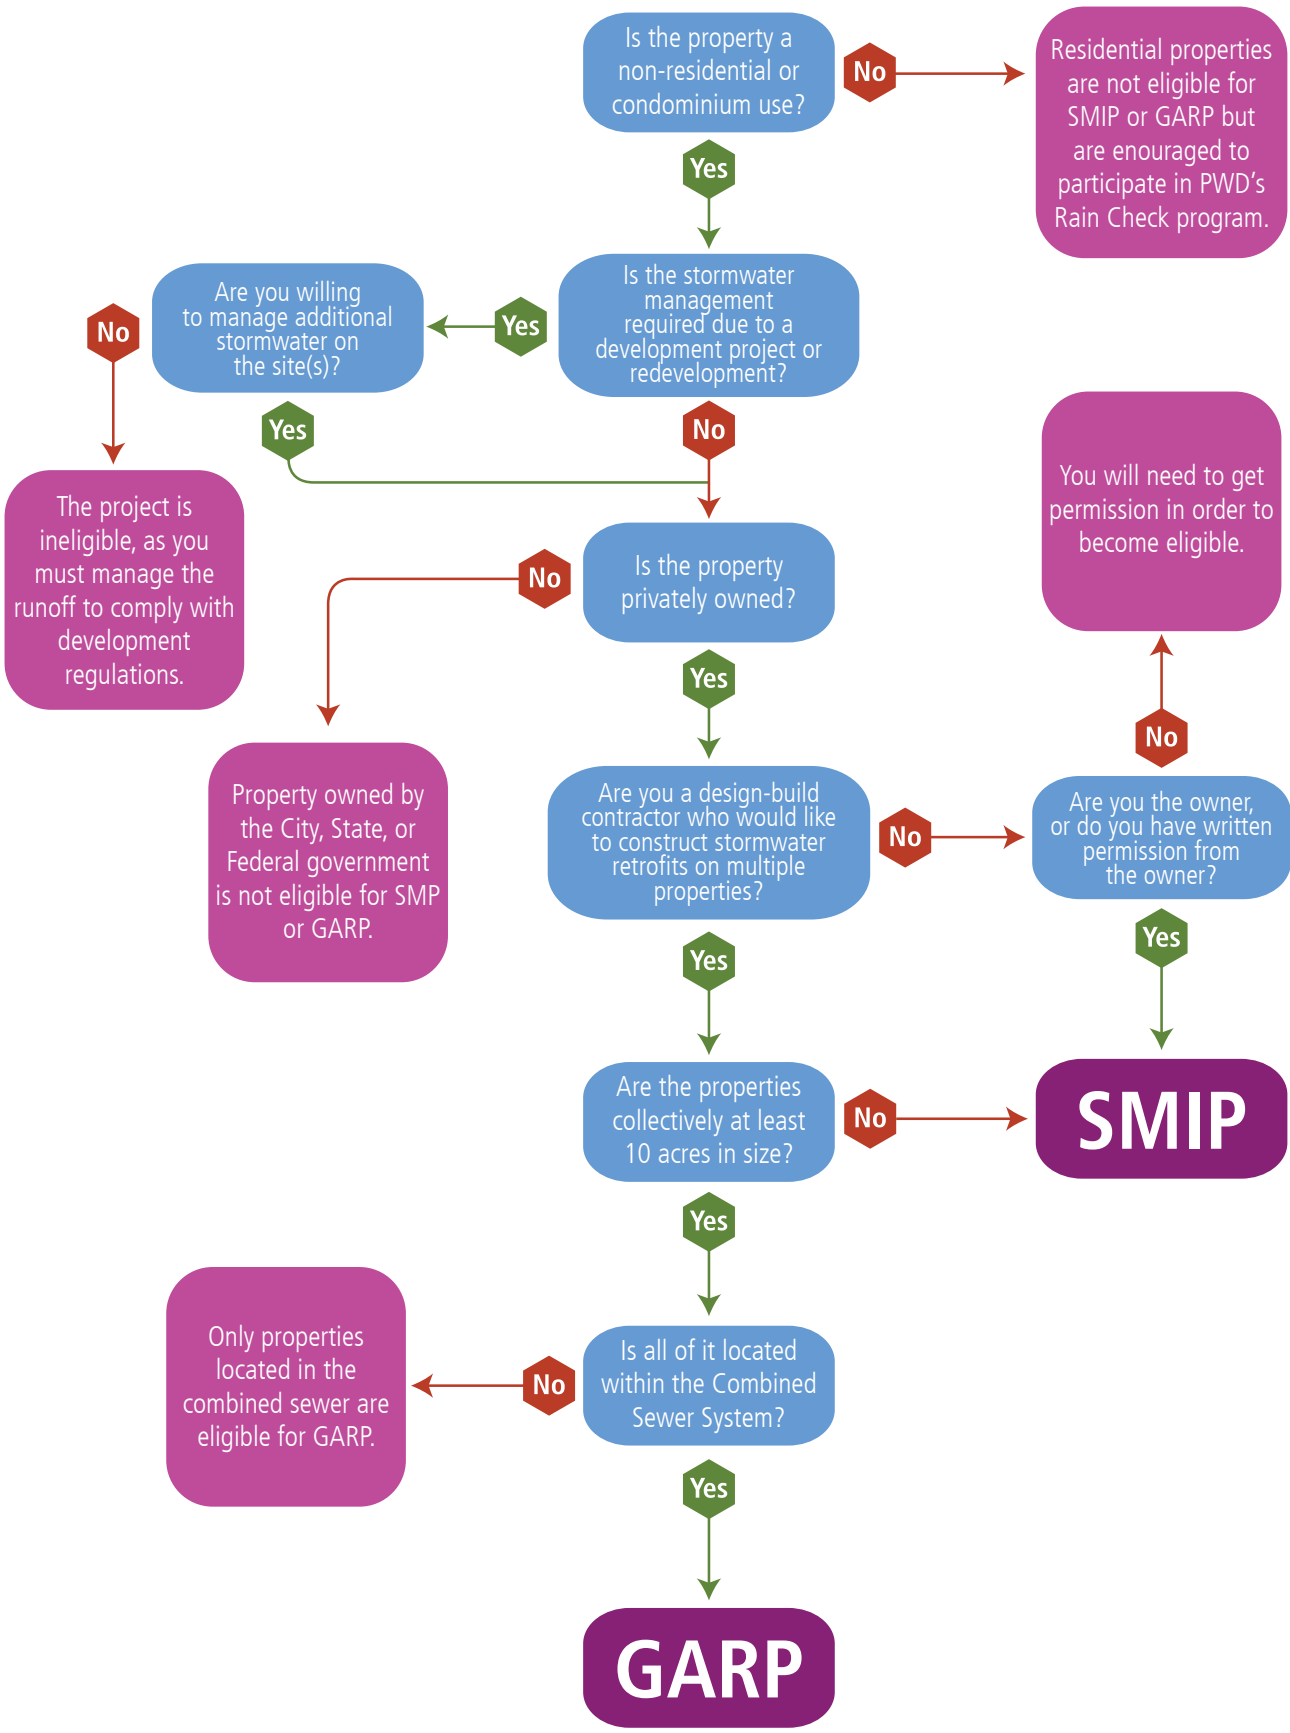 Is the property a
non-residential or
condominium use?
No
Residential properties
are not eligible for
SMIP or GARP but
are enouraged to
participate in PWD's
Rain Check program.
Yes
Is the stormwater
management
required due to a
development project or
redevelopment?
Yes
Are you willing
to manage additional
stormwater on
the site(s)?
No
Yes
No
The project is
ineligible, as you
must manage the
runoff to comply with
development
regulations.
You will need to get
permission in order to
become eligible.
Is the property
privately owned?
No
Yes
Property owned by
the City, State, or
Federal government
is not eligible for SMP
or GARP.
No
Are you a design-build
contractor who would like
to construct stormwater
retrofits on multiple
properties?
No
Are you the owner,
or do you have written
permission from
the owner?
Yes
Yes
Are the properties
collectively at least
10 acres in size?
No
SMIP
Yes
Only properties
located in the
combined sewer are
eligible for GARP.
No
Is all of it located
within the Combined
Sewer System?
Yes
GARP